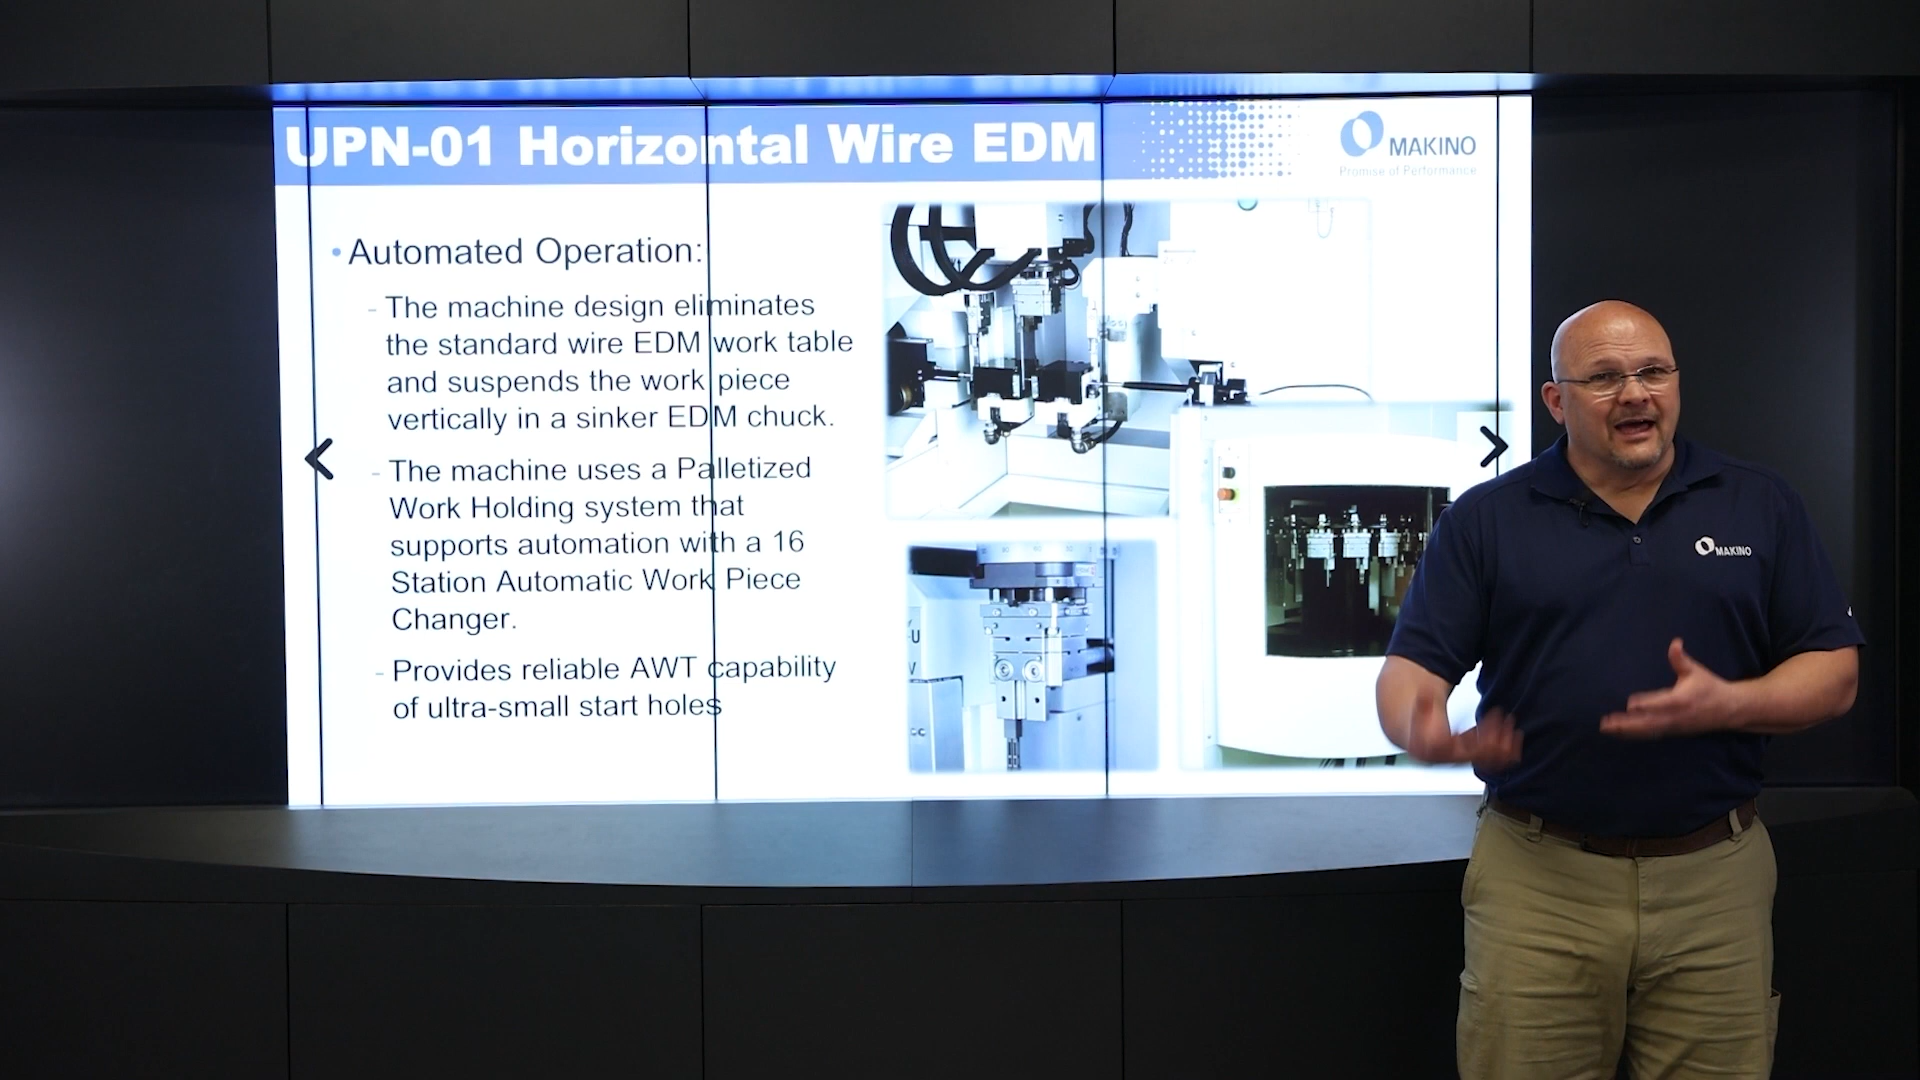 UPN-01 Horizontal Wire EDM
MAKINO
Promise of Performance
• Automated Operation:
- The machine design eliminates
the standard wire EDM work table
and suspends the work piece
vertically in a sinker EDM chuck.
- The machine uses a Palletized
Work Holding system that
supports automation with a 16
Station Automatic Work Piece
Changer.
- Provides reliable AWT capability
of ultra-small start holes
U
V
MAKINO